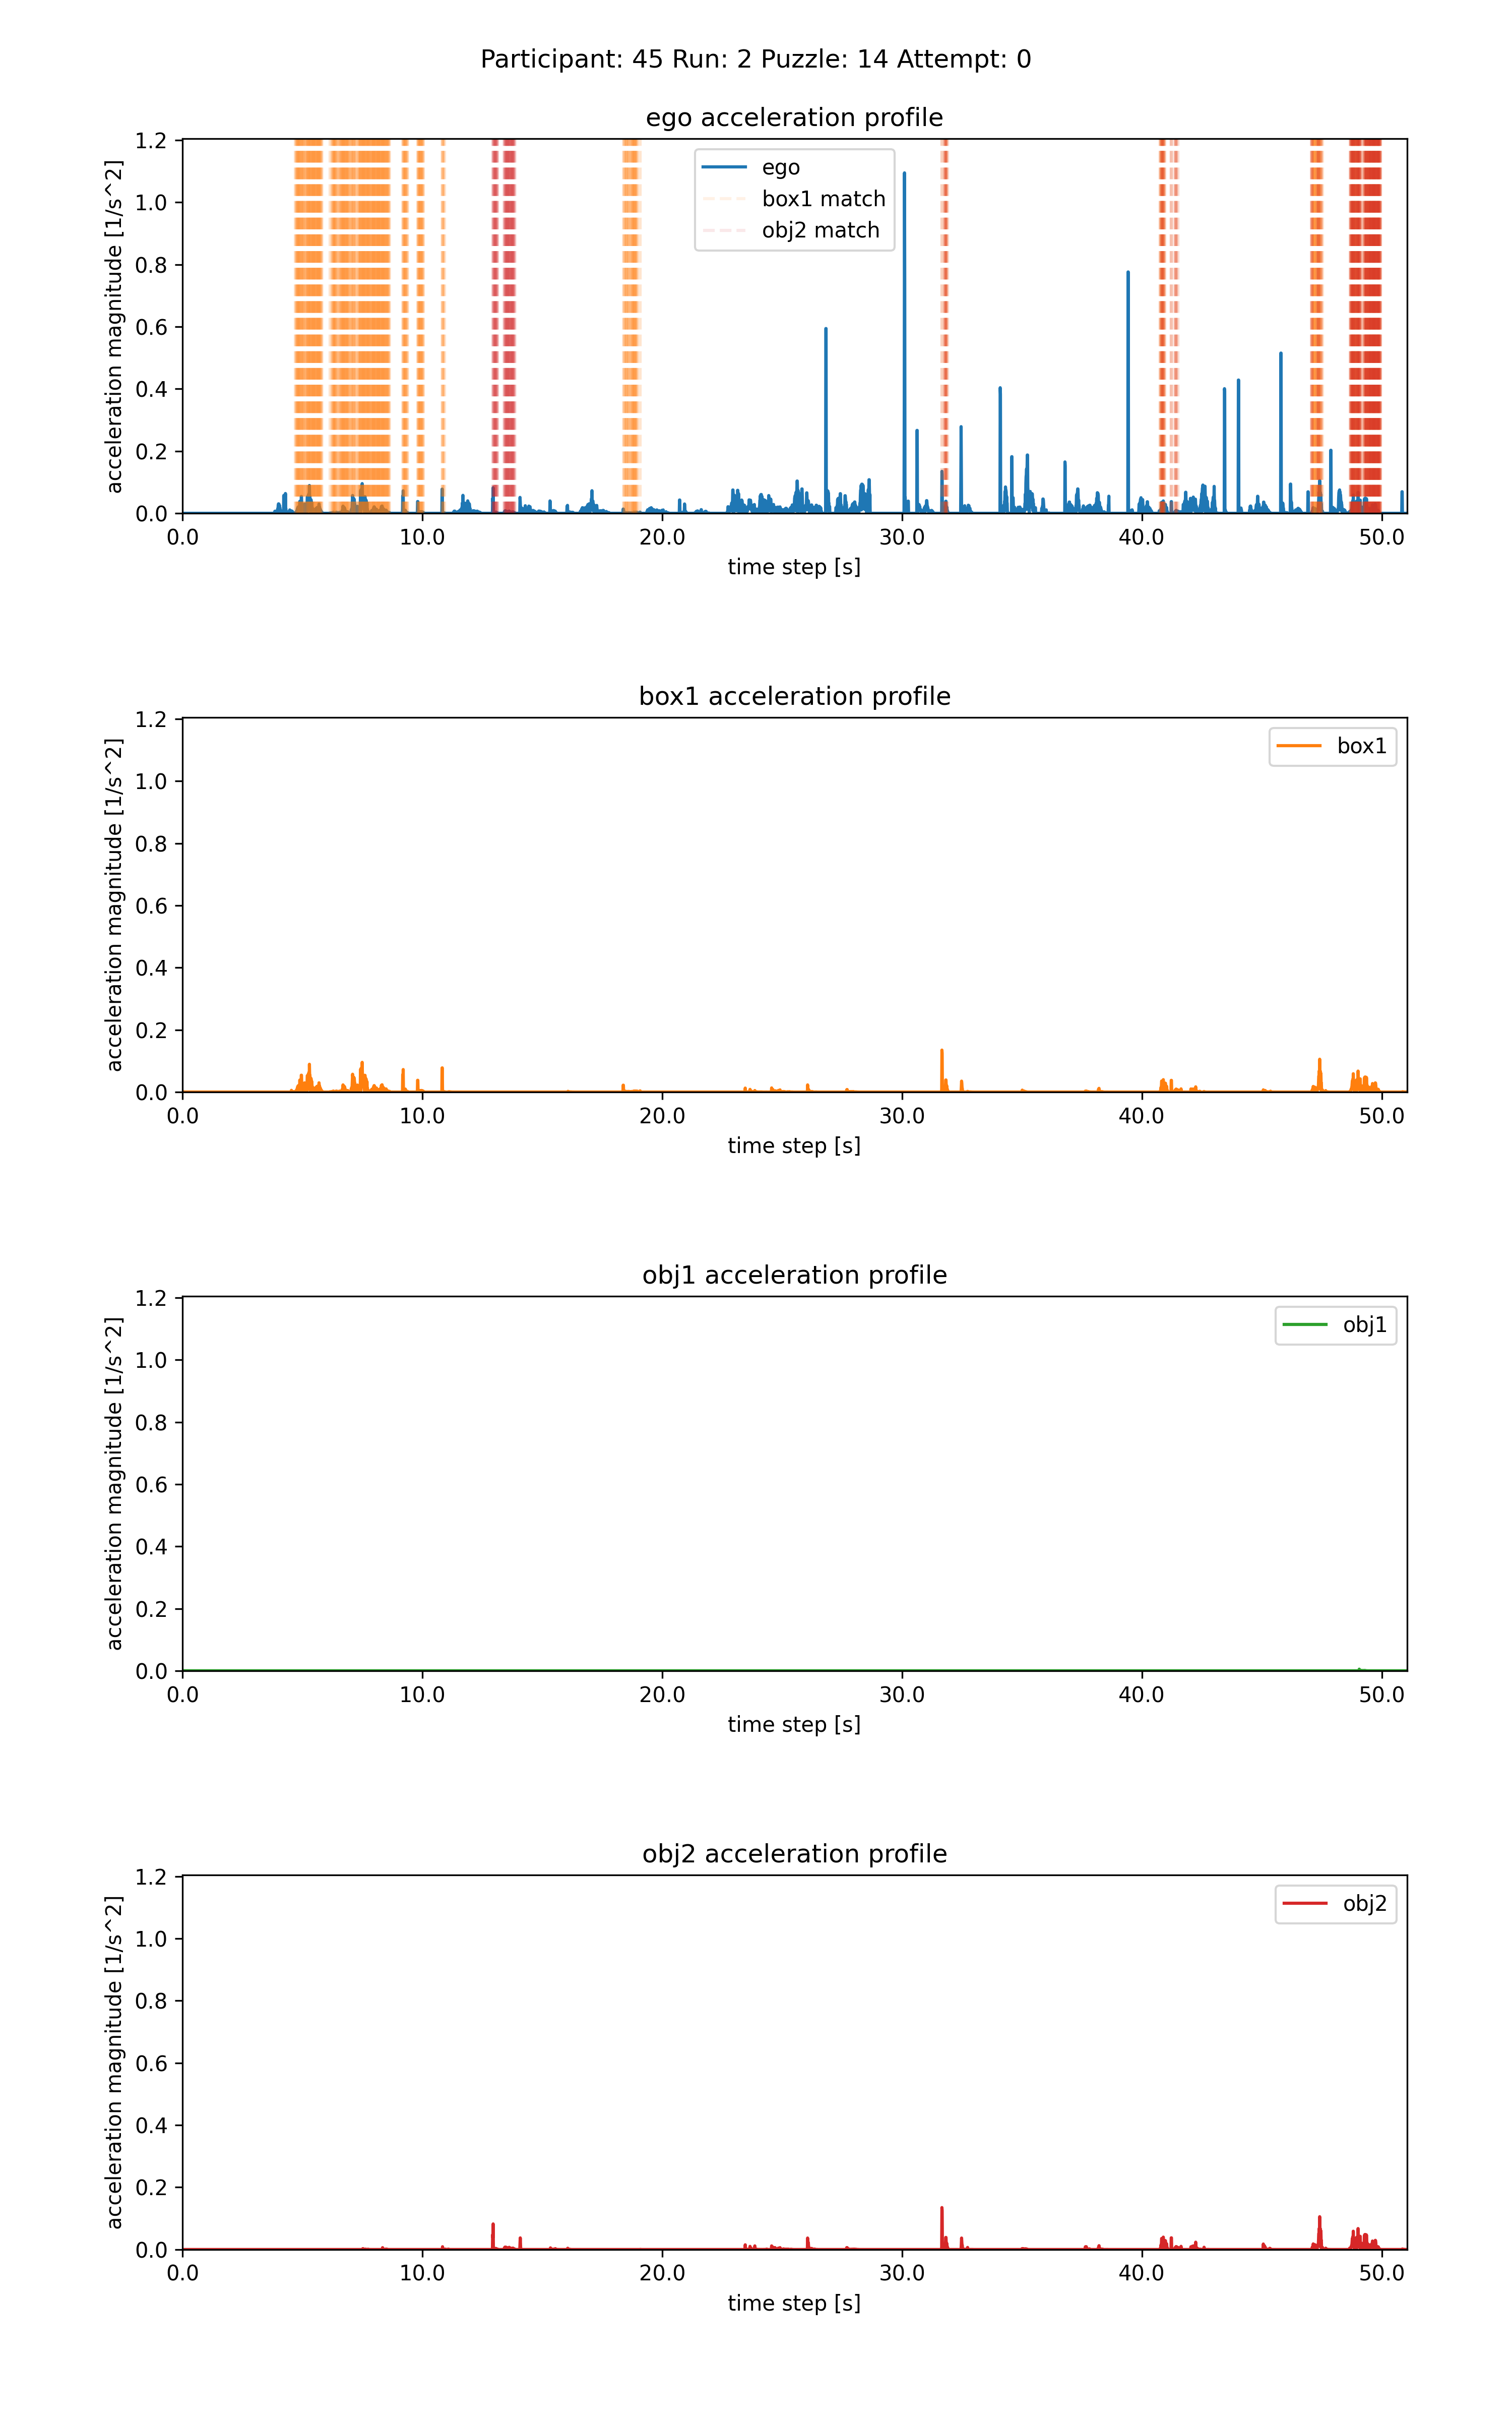 Participant: 45 Run: 2 Puzzle: 14 Attempt: 0
ego acceleration profile
acceleration magnitude [1/s^2]
1.2
1.0
0.8
0.6
0.4
0.2
0.0
ego
box1 match
obj2 match
0.0 10.0 20.0 30.0 40.0 50.0
time step [s]
box1 acceleration profile
acceleration magnitude [1/s^2]
1.2
1.0
0.8
0.6
0.4
0.2
0.0
box1
0.0 10.0 20.0 30.0 40.0 50.0
time step [s]
obj1 acceleration profile
acceleration magnitude [1/s^2]
1.2
1.0
0.8
0.6
0.4
0.2
0.0
obj1
0.0 10.0 20.0 30.0 40.0 50.0
time step [s]
obj2 acceleration profile
acceleration magnitude [1/s^2]
1.2
1.0
0.8
0.6
0.4
0.2
0.0
obj2
0.0 10.0 20.0 30.0 40.0 50.0
time step [s]